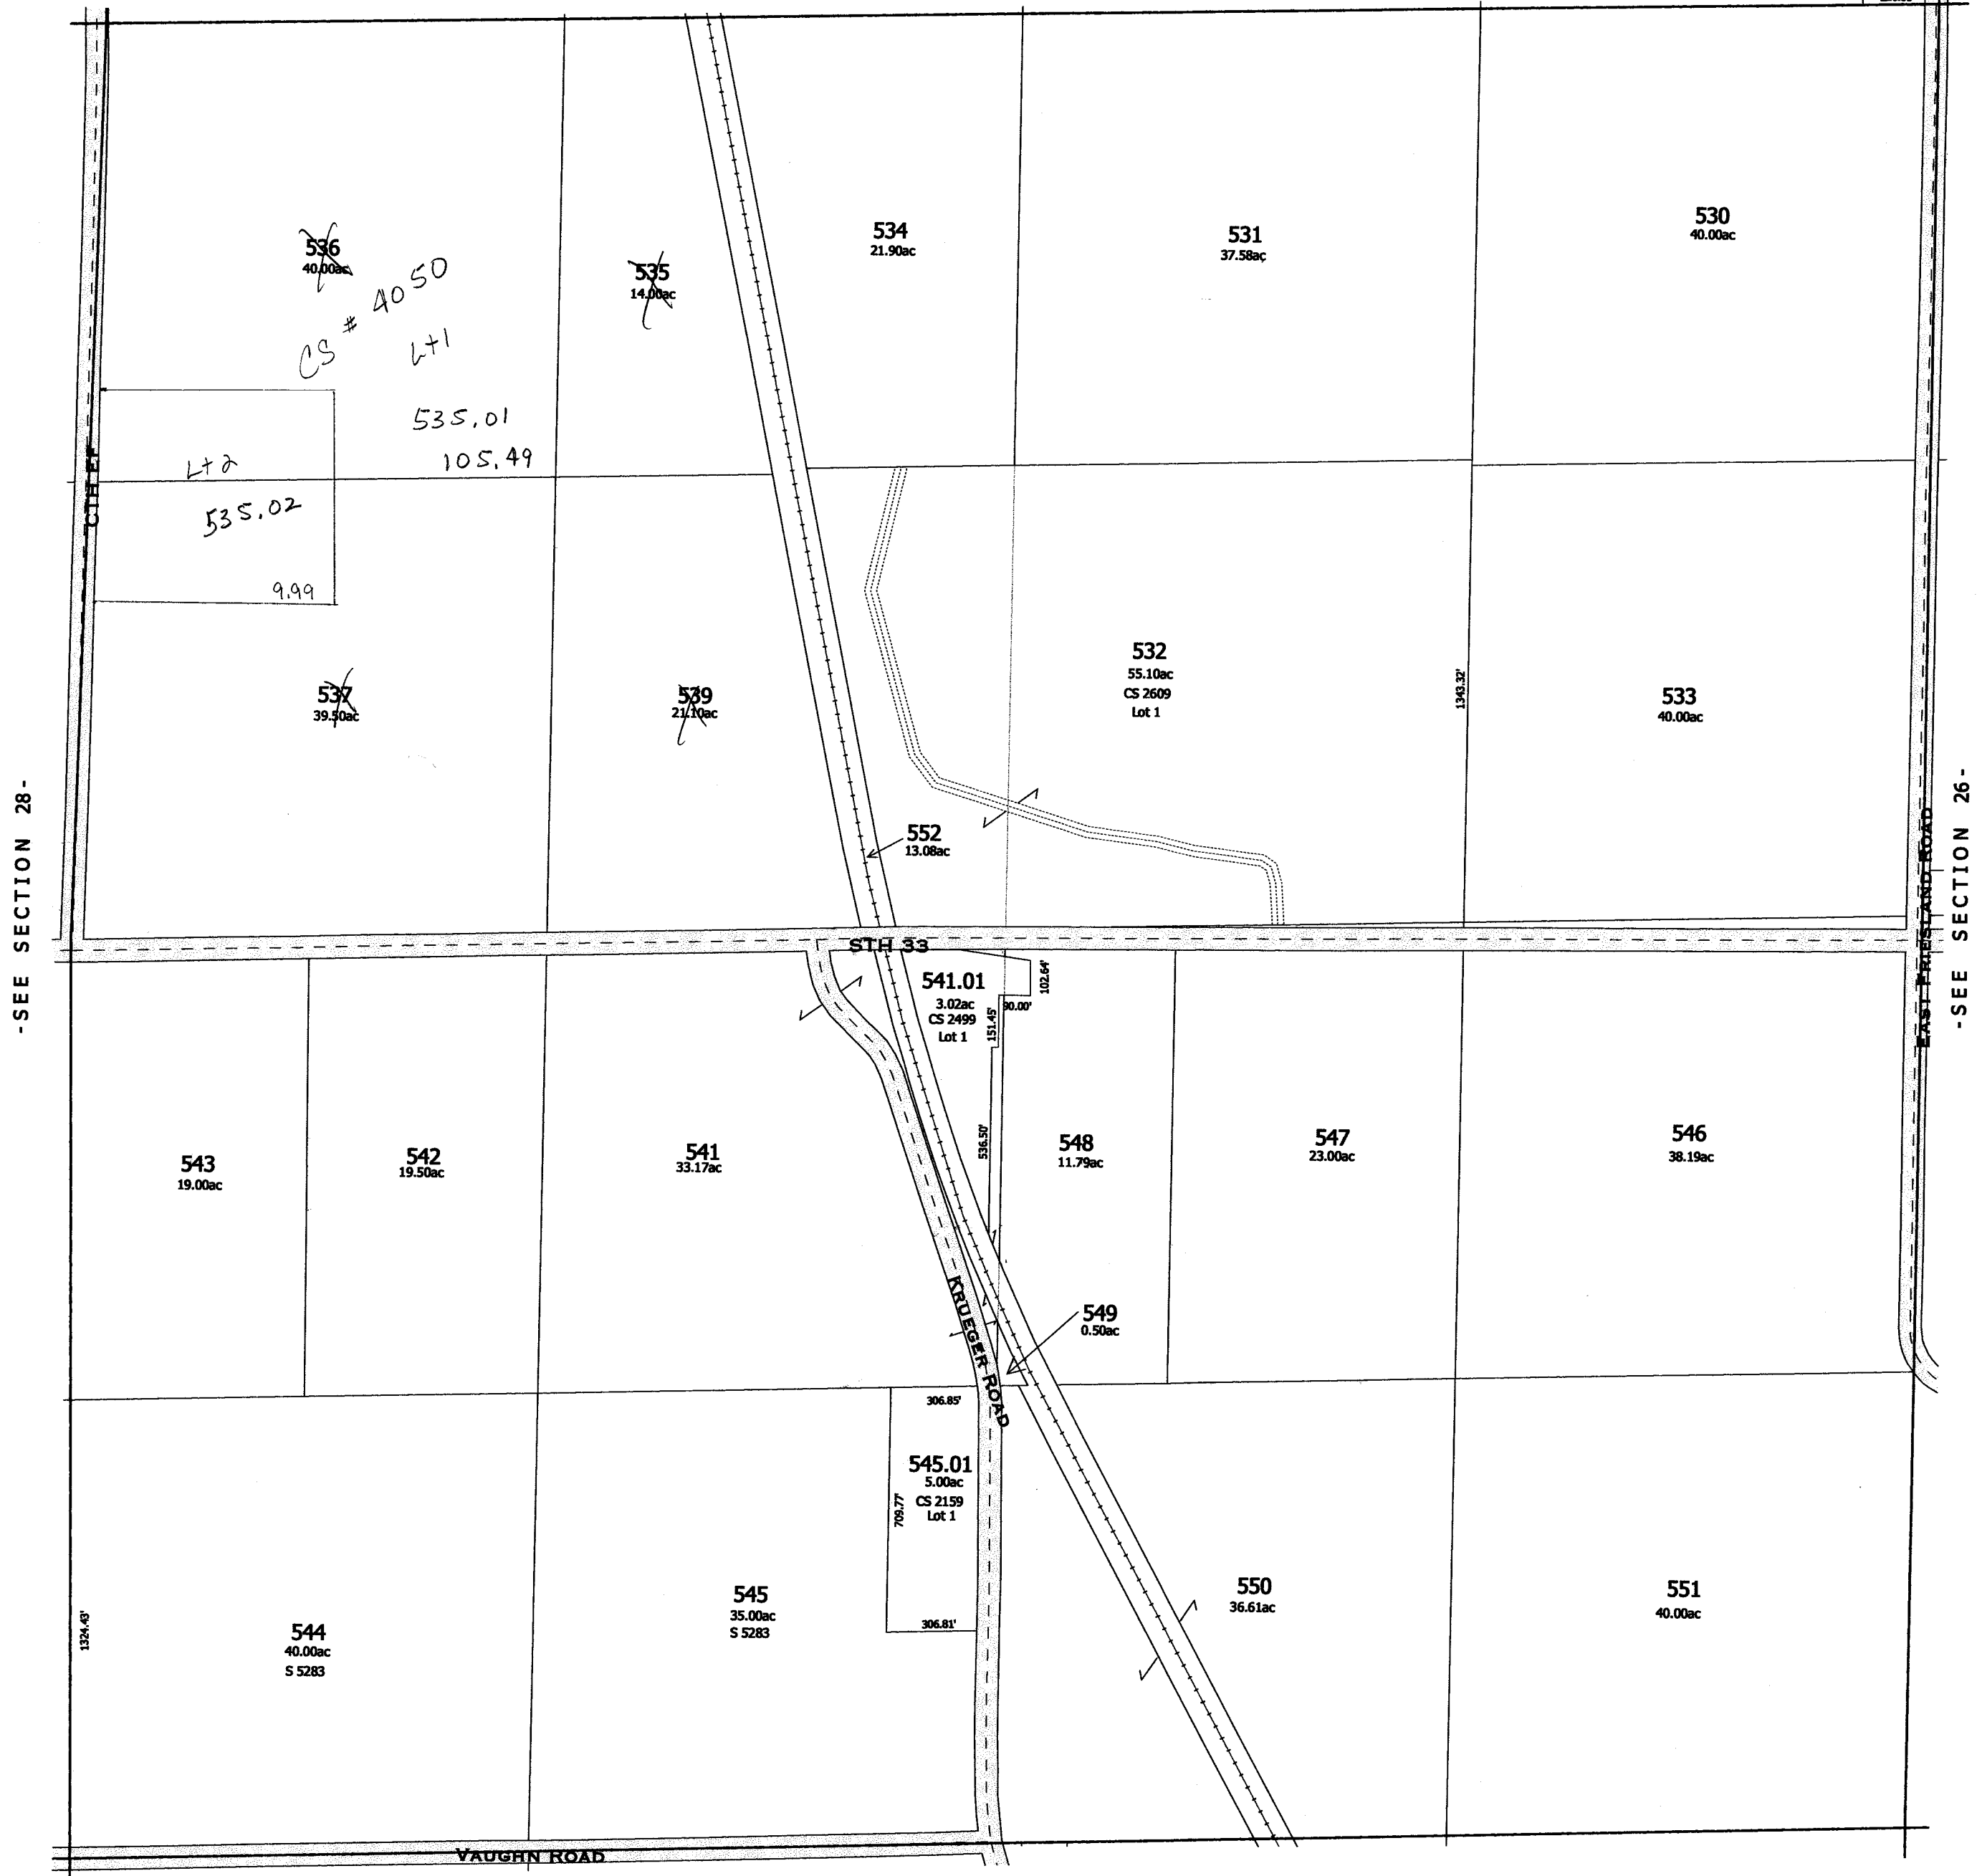 536
40.00ac
535
14.00ac
534
21.90ac
531
37.58ac
530
40.00ac
CS # 4050
Lt1
535.01
105.49
Lt2
535.02
9.99
CTH EF
537
39.50ac
539
21.10ac
532
55.10ac
CS 2609
Lot 1
1343.32'
533
40.00ac
552
13.08ac
-SEE SECTION 28-
-SEE SECTION 26-
EAST FRIESLAND ROAD
STH 33
541.01
3.02ac
CS 2499
Lot 1
102.64'
90.00'
151.45'
536.50'
543
19.00ac
542
19.50ac
541
33.17ac
548
11.79ac
547
23.00ac
546
38.19ac
KRUEGER ROAD
549
0.50ac
306.85'
545.01
5.00ac
CS 2159
Lot 1
709.77'
306.81'
545
35.00ac
S 5283
544
40.00ac
S 5283
1324.43'
550
36.61ac
551
40.00ac
VAUGHN ROAD